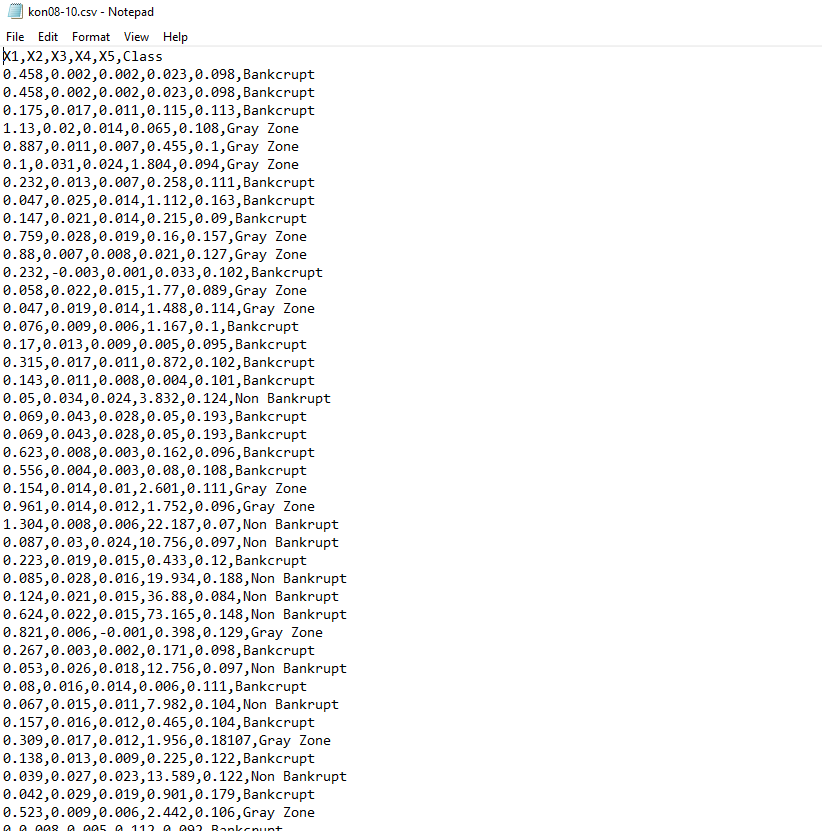 kon08-10.csv - Notepad
File Edit Format View Help
X1,X2,X3,X4,X5,Class
0.458,0.002,0.002,0.023,0.098,Bankcrupt
0.458,0.002,0.002,0.023,0.098,Bankcrupt
0.175,0.017,0.011,0.115,0.113,Bankcrupt
1.13,0.02,0.014,0.065,0.108,Gray Zone
0.887,0.011,0.007,0.455,0.1,Gray Zone
0.1,0.031,0.024,1.804,0.094,Gray Zone
0.232,0.013,0.007,0.258,0.111,Bankcrupt
0.047,0.025,0.014,1.112,0.163,Bankcrupt
0.147,0.021,0.014,0.215,0.09,Bankcrupt
0.759,0.028,0.019,0.16,0.157,Gray Zone
0.88,0.007,0.008,0.021,0.127,Gray Zone
0.232,-0.003,0.001,0.033,0.102,Bankcrupt
0.058,0.022,0.015,1.77,0.089,Gray Zone
0.047,0.019,0.014,1.488,0.114,Gray Zone
0.076,0.009,0.006,1.167,0.1,Bankcrupt
0.17,0.013,0.009,0.005,0.095,Bankcrupt
0.315,0.017,0.011,0.872,0.102,Bankcrupt
0.143,0.011,0.008,0.004,0.101,Bankcrupt
0.05,0.034,0.024,3.832,0.124,Non Bankrupt
0.069,0.043,0.028,0.05,0.193,Bankcrupt
0.069,0.043,0.028,0.05,0.193,Bankcrupt
0.623,0.008,0.003,0.162,0.096,Bankcrupt
0.556,0.004,0.003,0.08,0.108,Bankcrupt
0.154,0.014,0.01,2.601,0.111,Gray Zone
0.961,0.014,0.012,1.752,0.096,Gray Zone
1.304,0.008,0.006,22.187,0.07,Non Bankrupt
0.087,0.03,0.024,10.756,0.097,Non Bankrupt
0.223,0.019,0.015,0.433,0.12,Bankcrupt
0.085,0.028,0.016,19.934,0.188,Non Bankrupt
0.124,0.021,0.015,36.88,0.084,Non Bankrupt
0.624,0.022,0.015,73.165,0.148,Non Bankrupt
0.821,0.006,-0.001,0.398,0.129,Gray Zone
0.267,0.003,0.002,0.171,0.098,Bankcrupt
0.053,0.026,0.018,12.756,0.097,Non Bankrupt
0.08,0.016,0.014,0.006,0.111,Bankcrupt
0.067,0.015,0.011,7.982,0.104,Non Bankrupt
0.157,0.016,0.012,0.465,0.104,Bankcrupt
0.309,0.017,0.012,1.956,0.18107,Gray Zone
0.138,0.013,0.009,0.225,0.122,Bankcrupt
0.039,0.027,0.023,13.589,0.122,Non Bankrupt
0.042,0.029,0.019,0.901,0.179,Bankcrupt
0.523,0.009,0.006,2.442,0.106,Gray Zone
0,0.008,0.005,0.112,0.092,Bankcrupt